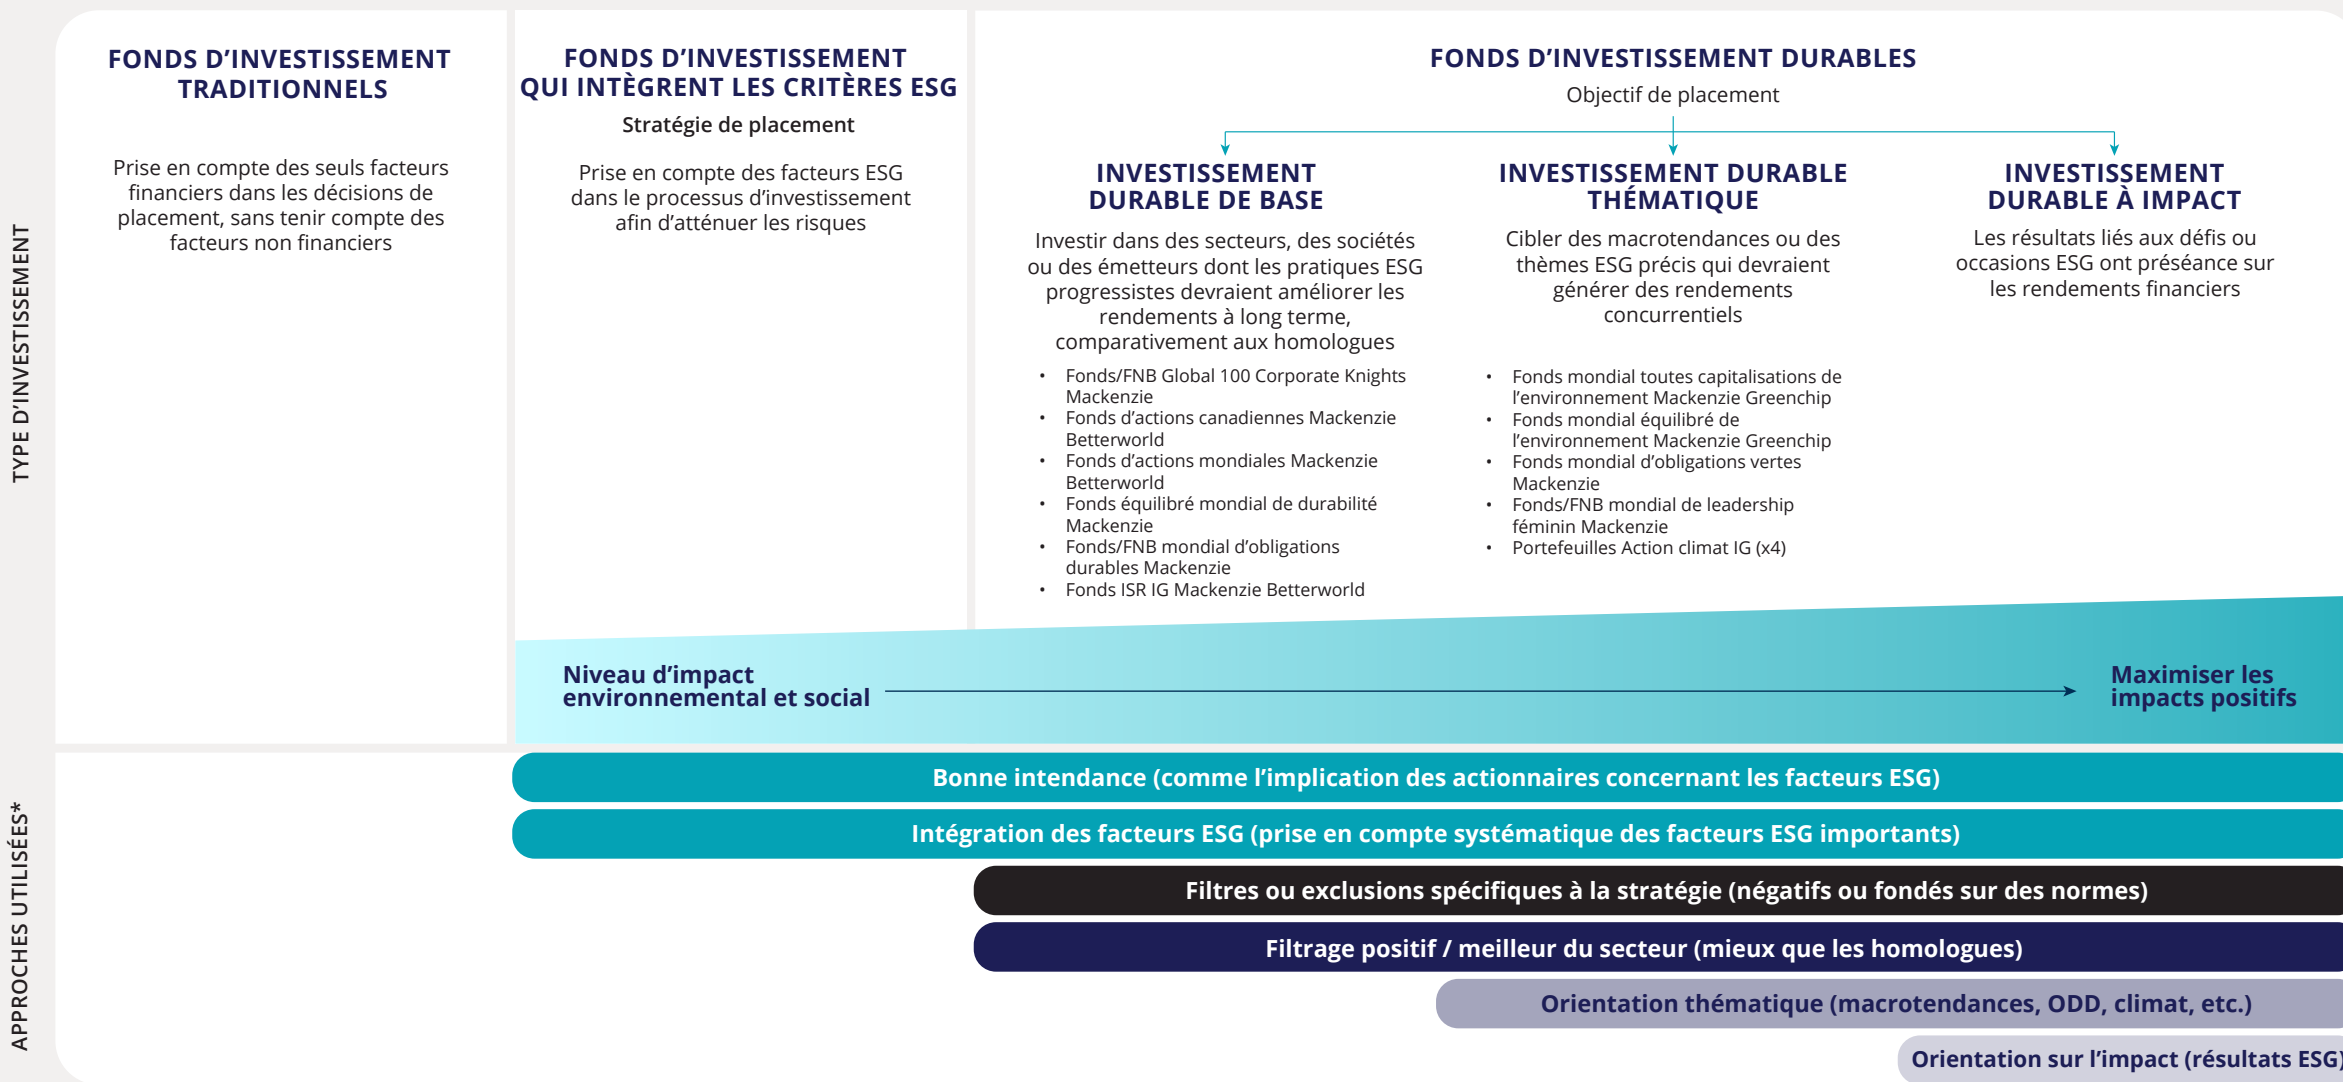 TYPE D’INVESTISSEMENT
FONDS D’INVESTISSEMENT
TRADITIONNELS
Prise en compte des seuls facteurs
financiers dans les décisions de
placement, sans tenir compte des
facteurs non financiers
FONDS D’INVESTISSEMENT
QUI INTÈGRENT LES CRITÈRES ESG
Stratégie de placement
Prise en compte des facteurs ESG
dans le processus d’investissement
afin d’atténuer les risques
FONDS D’INVESTISSEMENT DURABLES
Objectif de placement
INVESTISSEMENT
DURABLE DE BASE
Investir dans des secteurs, des sociétés
ou des émetteurs dont les pratiques ESG
progressistes devraient améliorer les
rendements à long terme,
comparativement aux homologues
• Fonds/FNB Global 100 Corporate Knights
Mackenzie
• Fonds d’actions canadiennes Mackenzie
Betterworld
• Fonds d’actions mondiales Mackenzie
Betterworld
• Fonds équilibré mondial de durabilité
Mackenzie
• Fonds/FNB mondial d’obligations
durables Mackenzie
• Fonds ISR IG Mackenzie Betterworld
INVESTISSEMENT DURABLE
THÉMATIQUE
Cibler des macrotendances ou des
thèmes ESG précis qui devraient
générer des rendements
concurrentiels
• Fonds mondial toutes capitalisations de
l’environnement Mackenzie Greenchip
• Fonds mondial équilibré de
l’environnement Mackenzie Greenchip
• Fonds mondial d’obligations vertes
Mackenzie
• Fonds/FNB mondial de leadership
féminin Mackenzie
• Portefeuilles Action climat IG (x4)
INVESTISSEMENT
DURABLE À IMPACT
Les résultats liés aux défis ou
occasions ESG ont préséance sur
les rendements financiers
Niveau d’impact
environnemental et social
Maximiser les
impacts positifs
APPROCHES UTILISÉES*
Bonne intendance (comme l’implication des actionnaires concernant les facteurs ESG)
Intégration des facteurs ESG (prise en compte systématique des facteurs ESG importants)
Filtres ou exclusions spécifiques à la stratégie (négatifs ou fondés sur des normes)
Filtrage positif / meilleur du secteur (mieux que les homologues)
Orientation thématique (macrotendances, ODD, climat, etc.)
Orientation sur l’impact (résultats ESG)